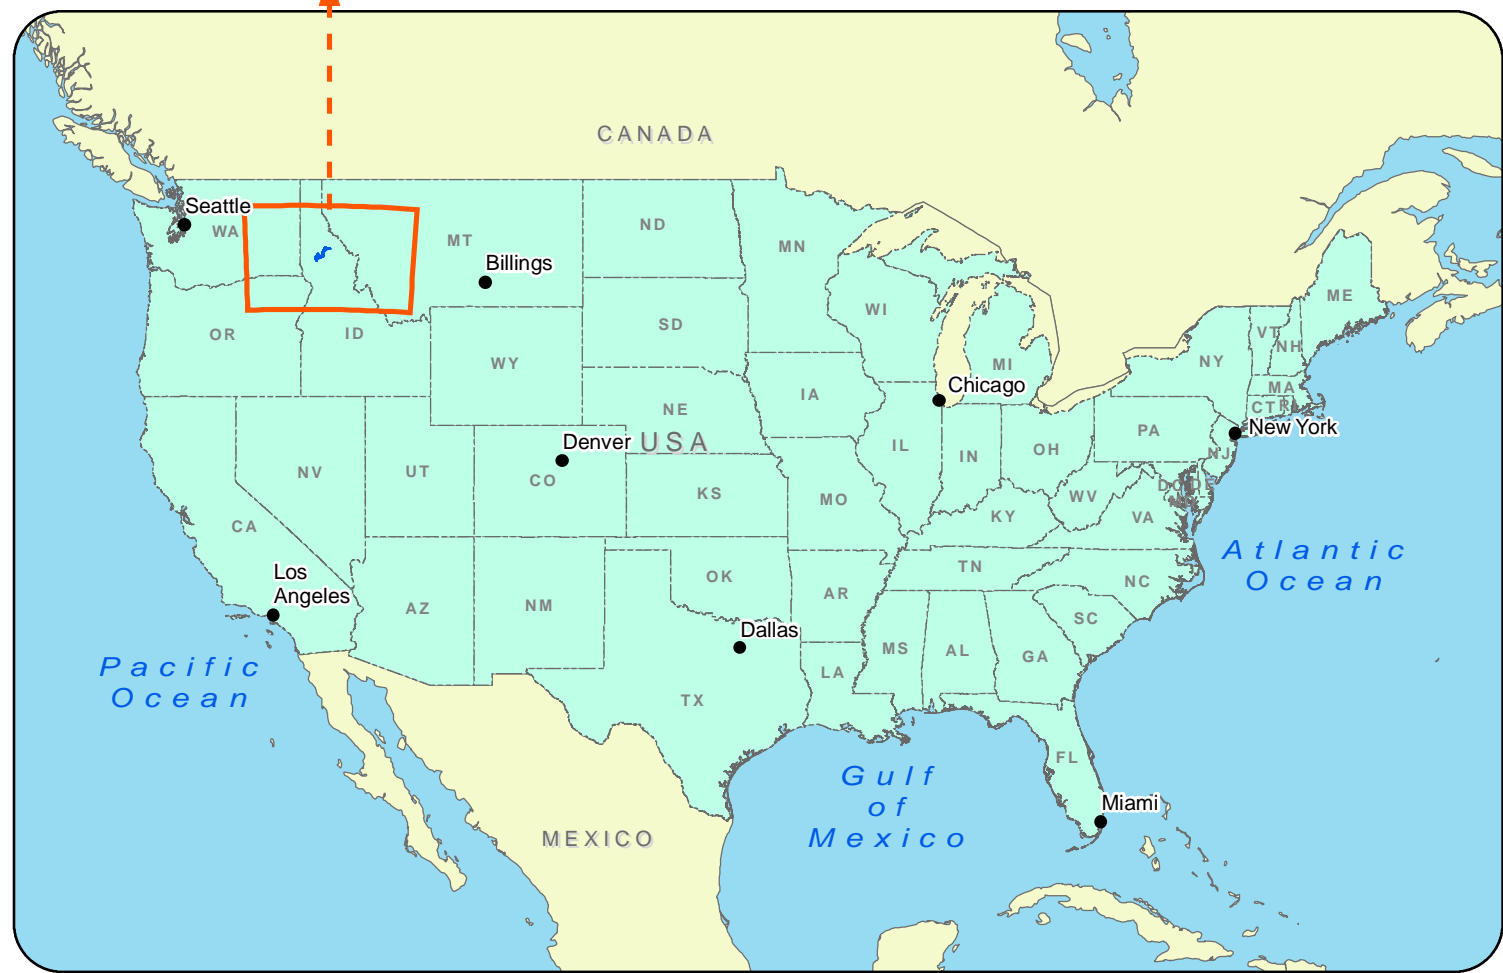 CANADA
Seattle
WA
MT
ND
MN
Billings
ME
WI
SD
OR
ID
VT
NH
WY
NY
MI
Chicago
MA
IA
NE
CT
RI
New York
PA
Denver
USA
IL
IN
OH
NJ
NV
UT
CO
KS
MO
WV
DC
DE
MD
KY
VA
CA
Atlantic
Ocean
TN
OK
NC
Los
Angeles
AZ
NM
AR
SC
Dallas
MS
AL
GA
Pacific
Ocean
LA
TX
FL
Gulf
of
Mexico
Miami
MEXICO